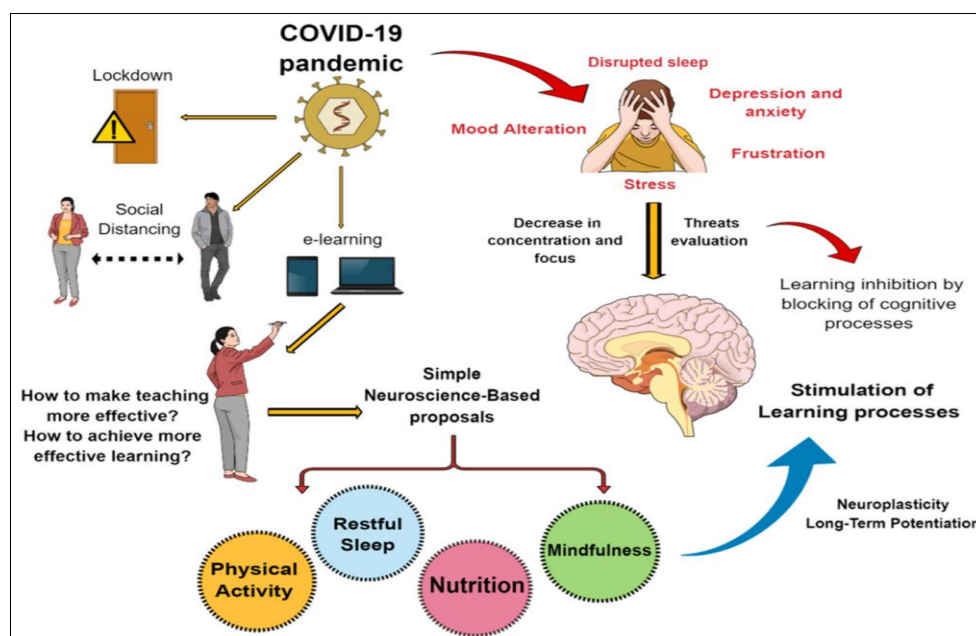 COVID-19
pandemic
Lockdown
Social
Distancing
e-learning
Disrupted sleep
Depression and
anxiety
Mood Alteration
Frustration
Stress
Decrease in
concentration and
focus
Threats
evaluation
Learning inhibition by
blocking of cognitive
processes
How to make teaching
more effective?
How to achieve more
effective learning?
Simple
Neuroscience-Based
proposals
Stimulation of
Learning processes
Neuroplasticity
Long-Term Potentiation
Physical
Activity
Restful
Sleep
Nutrition
Mindfulness